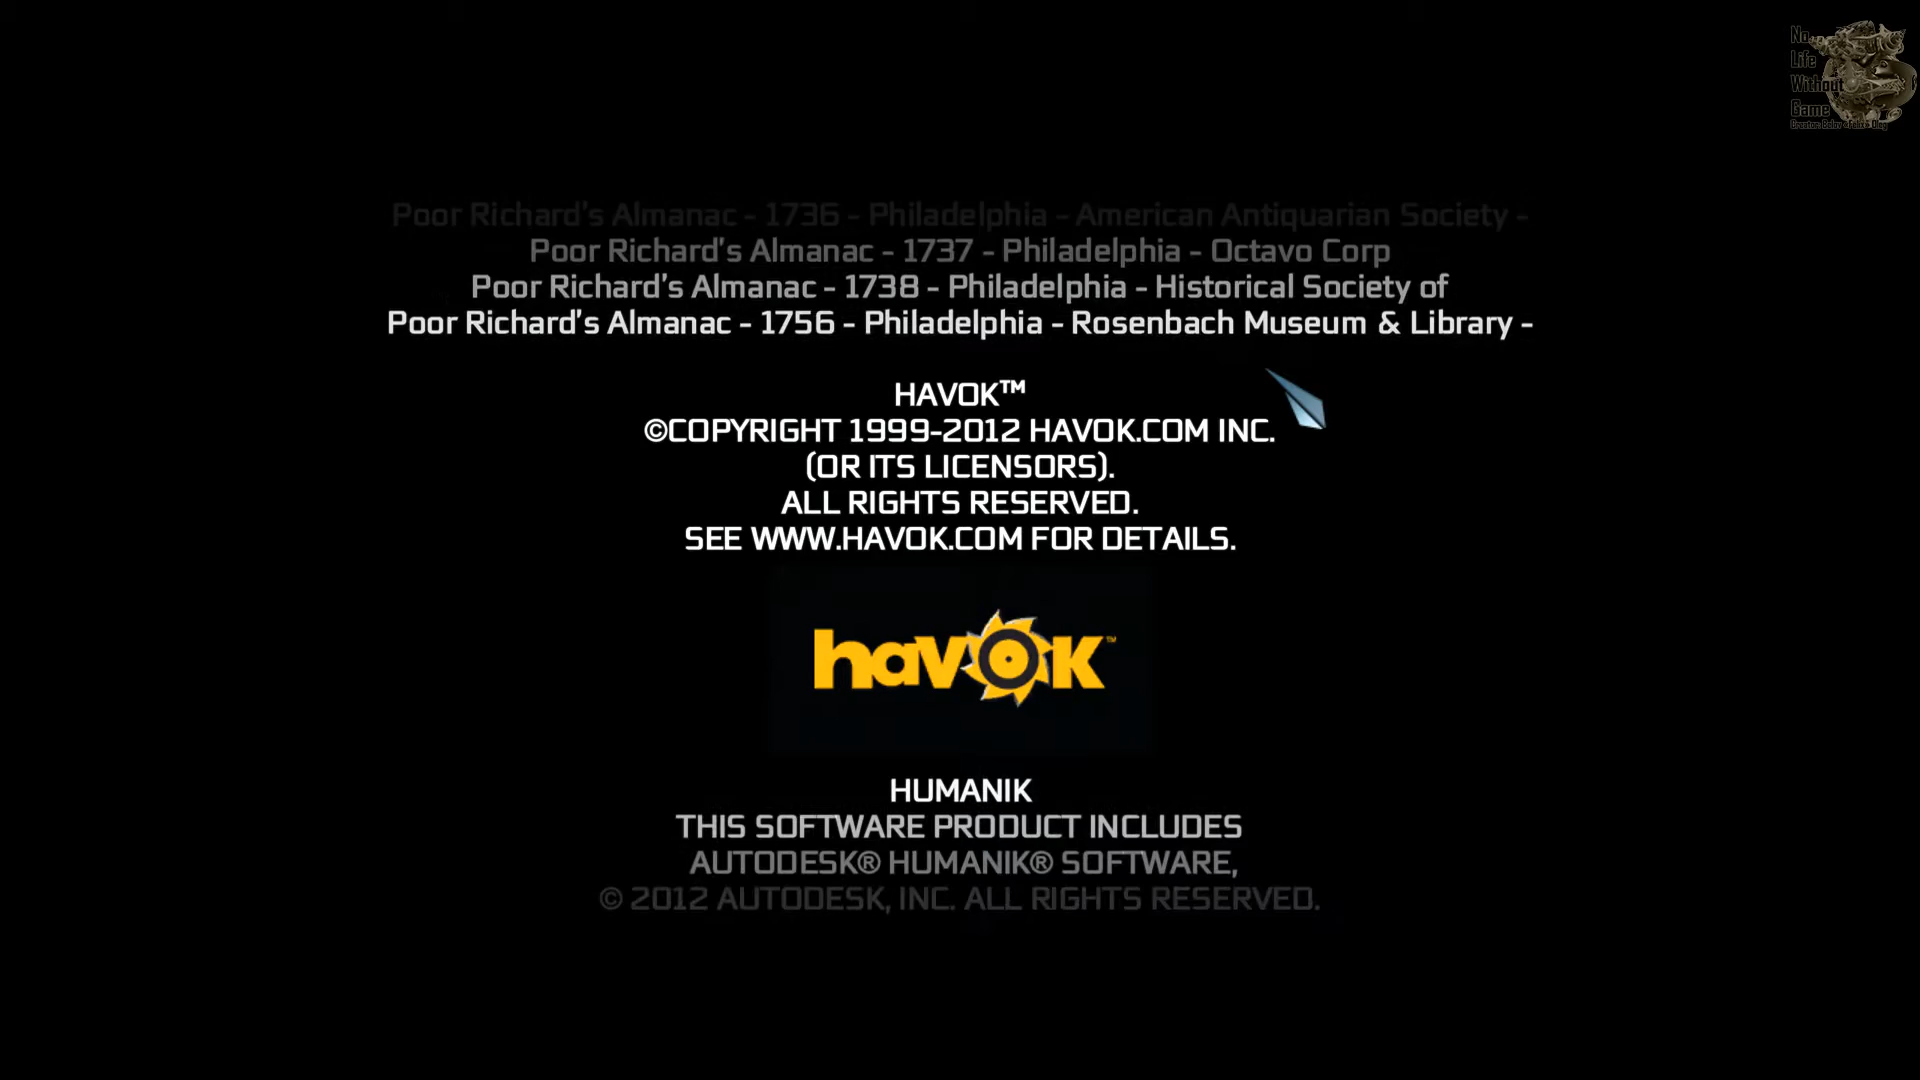 No
Life
Without
Game
Poor Richard's Almanac - 1736 - Philadelphia - American Antiquarian Society -
Poor Richard's Almanac - 1737 - Philadelphia - Octavo Corp
Poor Richard's Almanac - 1738 - Philadelphia - Historical Society of
Poor Richard's Almanac - 1756 - Philadelphia - Rosenbach Museum & Library -
HAVOK™
©COPYRIGHT 1999-2012 HAVOK.COM INC.
(OR ITS LICENSORS).
ALL RIGHTS RESERVED.
SEE WWW.HAVOK.COM FOR DETAILS.
havok™
HUMANIK
THIS SOFTWARE PRODUCT INCLUDES
AUTODESK® HUMANIK® SOFTWARE,
© 2012 AUTODESK, INC. ALL RIGHTS RESERVED.